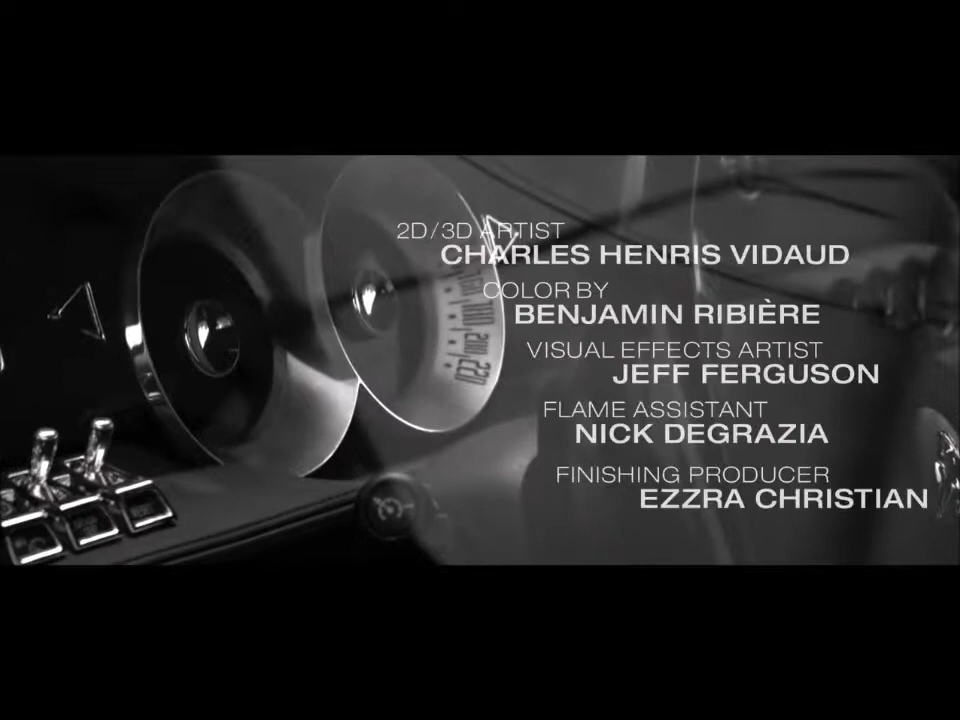 2D/3D ARTIST
CHARLES HENRIS VIDAUD
COLOR BY
BENJAMIN RIBIÈRE
VISUAL EFFECTS ARTIST
JEFF FERGUSON
FLAME ASSISTANT
NICK DEGRAZIA
FINISHING PRODUCER
EZZRA CHRISTIAN
220